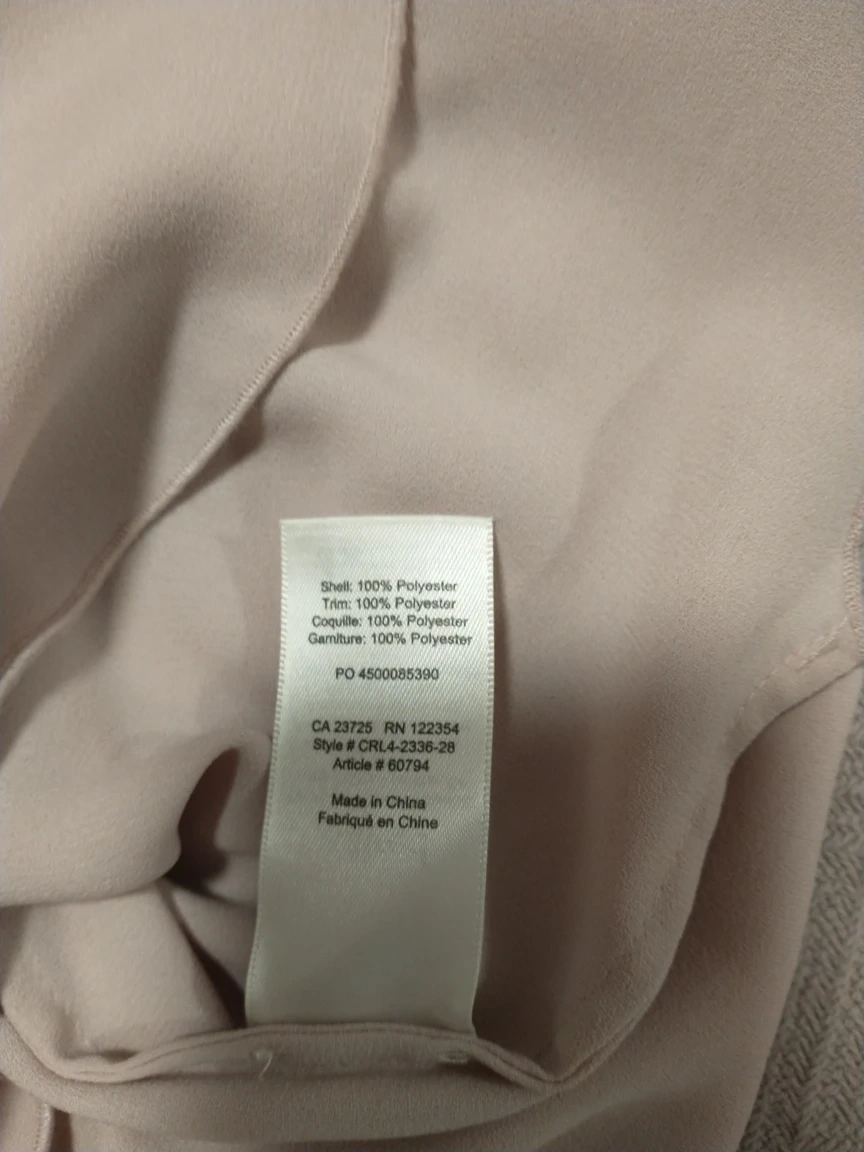 Shell: 100% Polyester
Trim: 100% Polyester
Coquille: 100% Polyester
Garniture: 100% Polyester
PO 4500085390
CA 23725 RN 122354
Style # CRL4-2336-28
Article # 60794
Made in China
Fabriqué en Chine